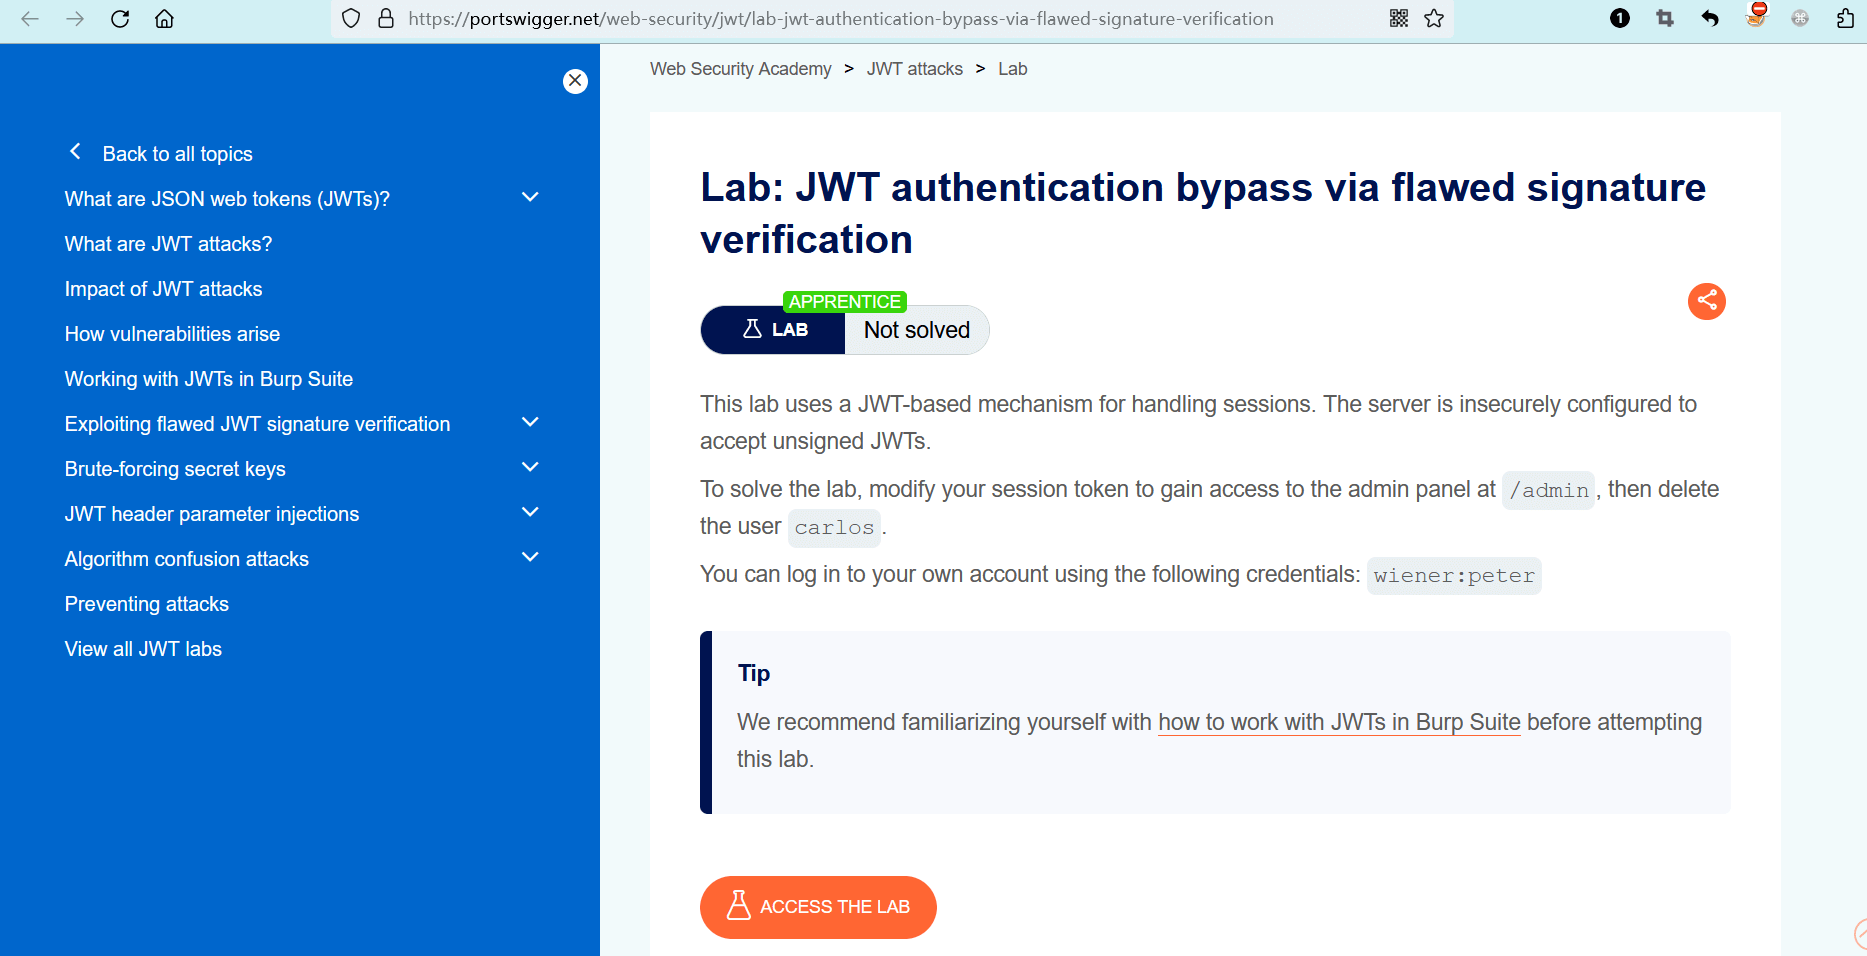 https://portswigger.net/web-security/jwt/lab-jwt-authentication-bypass-via-flawed-signature-verification
1
Back to all topics
What are JSON web tokens (JWTs)?
What are JWT attacks?
Impact of JWT attacks
How vulnerabilities arise
Working with JWTs in Burp Suite
Exploiting flawed JWT signature verification
Brute-forcing secret keys
JWT header parameter injections
Algorithm confusion attacks
Preventing attacks
View all JWT labs
Web Security Academy > JWT attacks > Lab
Lab: JWT authentication bypass via flawed signature
verification
APPRENTICE
LAB Not solved
This lab uses a JWT-based mechanism for handling sessions. The server is insecurely configured to
accept unsigned JWTs.
To solve the lab, modify your session token to gain access to the admin panel at /admin, then delete
the user carlos.
You can log in to your own account using the following credentials: wiener:peter
Tip
We recommend familiarizing yourself with how to work with JWTs in Burp Suite before attempting
this lab.
ACCESS THE LAB